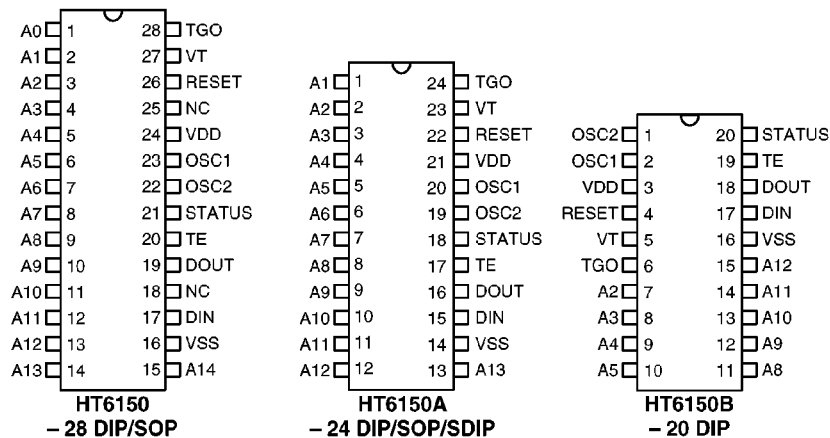 A0 1 28 TGO
A1 2 27 VT
A2 3 26 RESET
A3 4 25 NC
A4 5 24 VDD
A5 6 23 OSC1
A6 7 22 OSC2
A7 8 21 STATUS
A8 9 20 TE
A9 10 19 DOUT
A10 11 18 NC
A11 12 17 DIN
A12 13 16 VSS
A13 14 15 A14
HT6150
– 28 DIP/SOP
A1 1 24 TGO
A2 2 23 VT
A3 3 22 RESET
A4 4 21 VDD
A5 5 20 OSC1
A6 6 19 OSC2
A7 7 18 STATUS
A8 8 17 TE
A9 9 16 DOUT
A10 10 15 DIN
A11 11 14 VSS
A12 12 13 A13
HT6150A
– 24 DIP/SOP/SDIP
OSC2 1 20 STATUS
OSC1 2 19 TE
VDD 3 18 DOUT
RESET 4 17 DIN
VT 5 16 VSS
TGO 6 15 A12
A2 7 14 A11
A3 8 13 A10
A4 9 12 A9
A5 10 11 A8
HT6150B
– 20 DIP